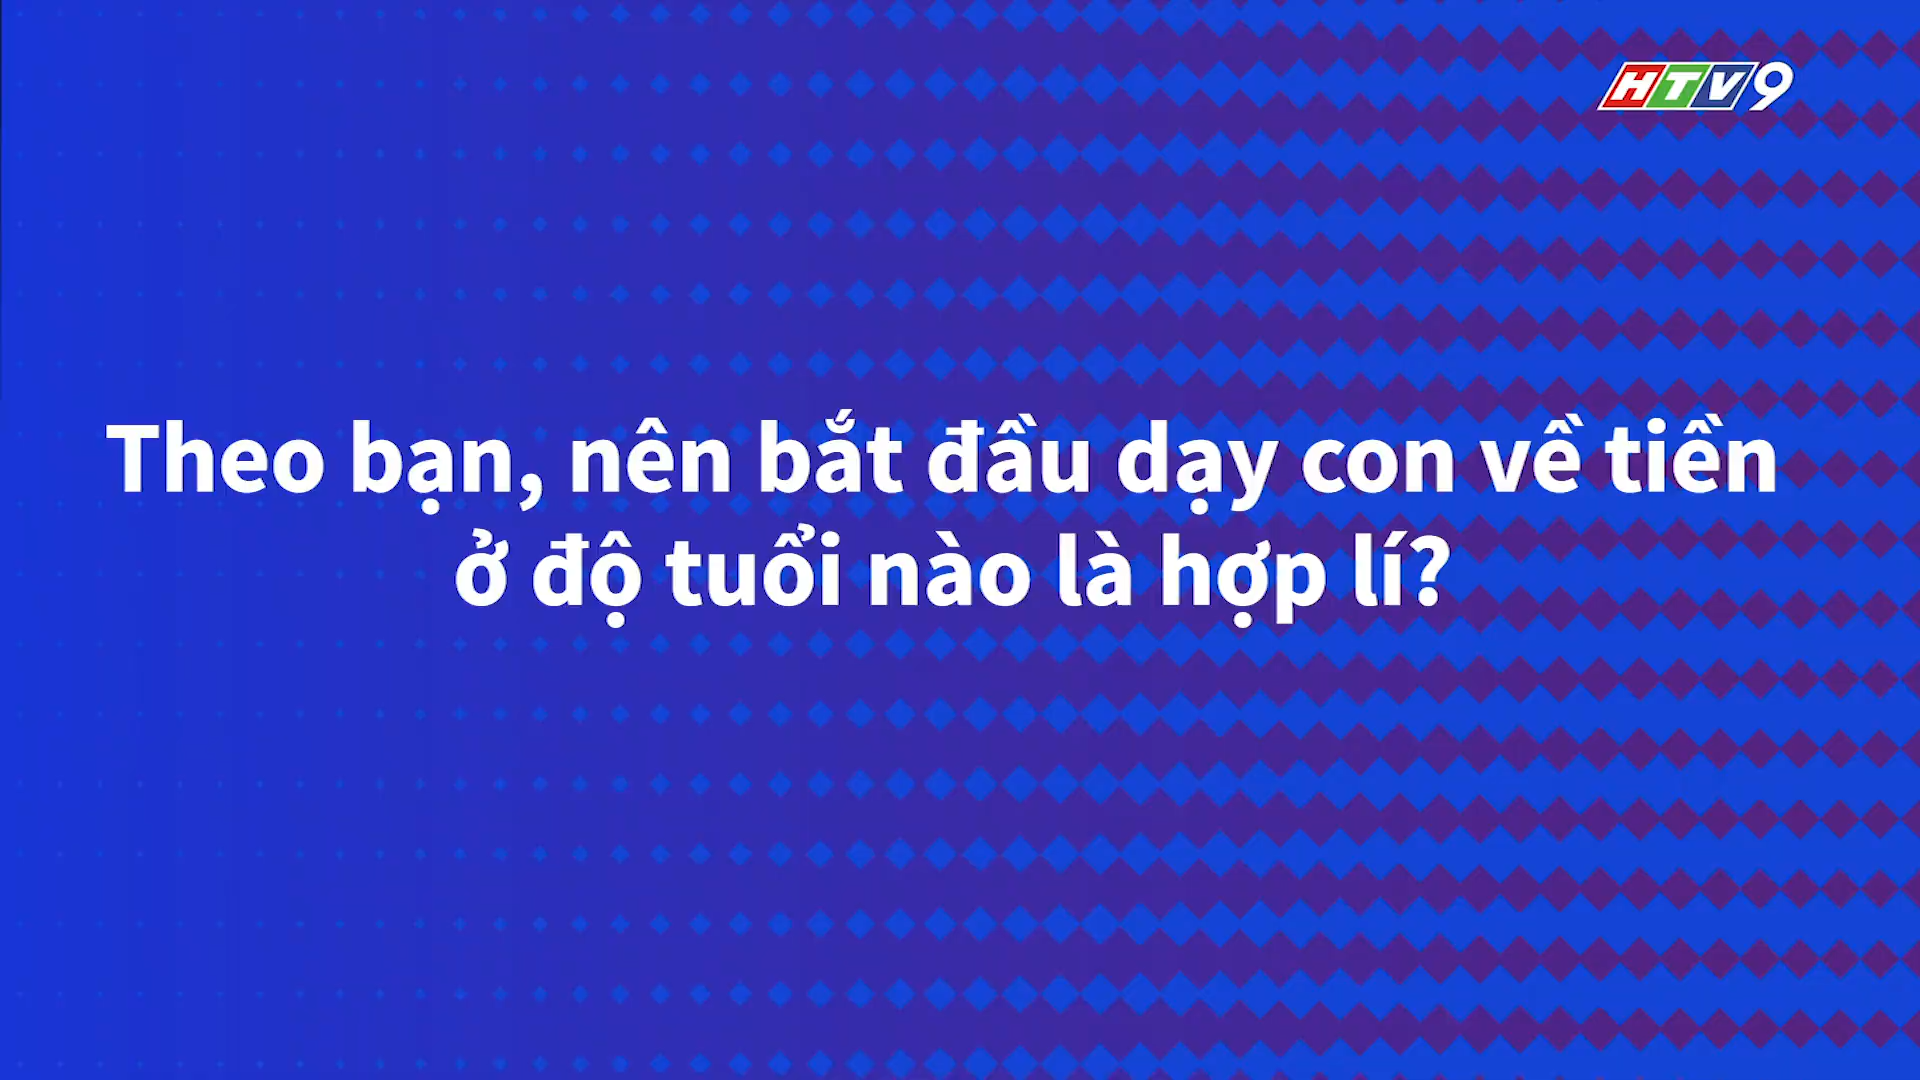 HTV9
Theo bạn, nên bắt đầu dạy con về tiền
ở độ tuổi nào là hợp lí?